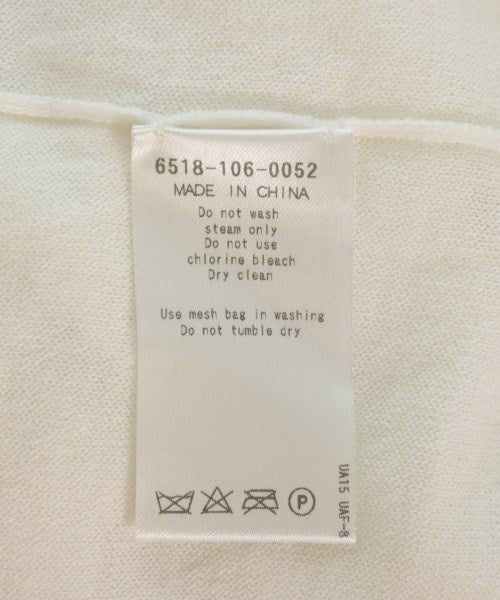 6518-106-0052
MADE IN CHINA
Do not wash
steam only
Do not use
chlorine bleach
Dry clean
Use mesh bag in washing
Do not tumble dry
P
UA15 UAF-8